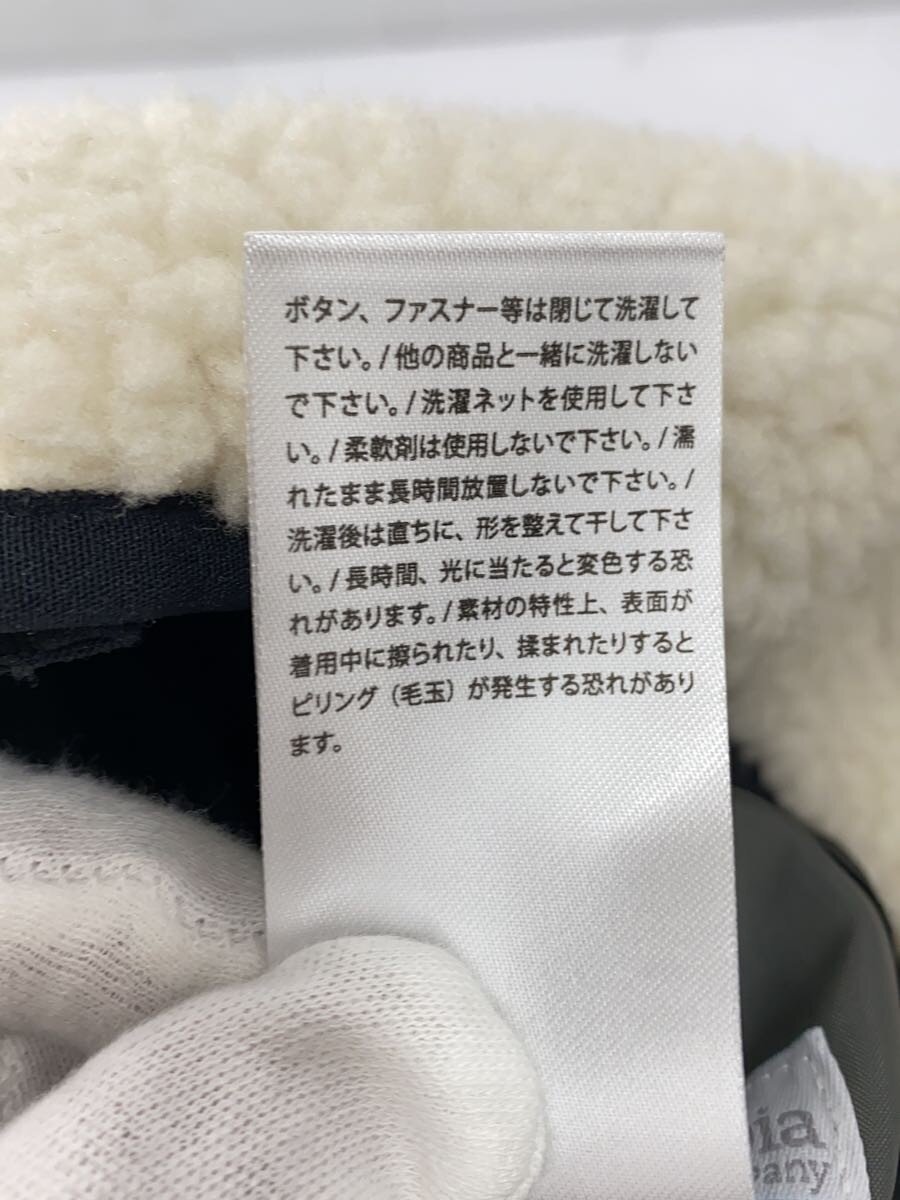 ボタン、ファスナー等は閉じて洗濯して
下さい。/他の商品と一緒に洗濯しない
で下さい。/洗濯ネットを使用して下さ
い。/柔軟剤は使用しないで下さい。/濡
れたまま長時間放置しないで下さい。/
洗濯後は直ちに、形を整えて干して下さ
い。/長時間、光に当たると変色する恐
れがあります。/素材の特性上、表面が
着用中に擦られたり、揉まれたりすると
ピリング（毛玉）が発生する恐れがあり
ます。